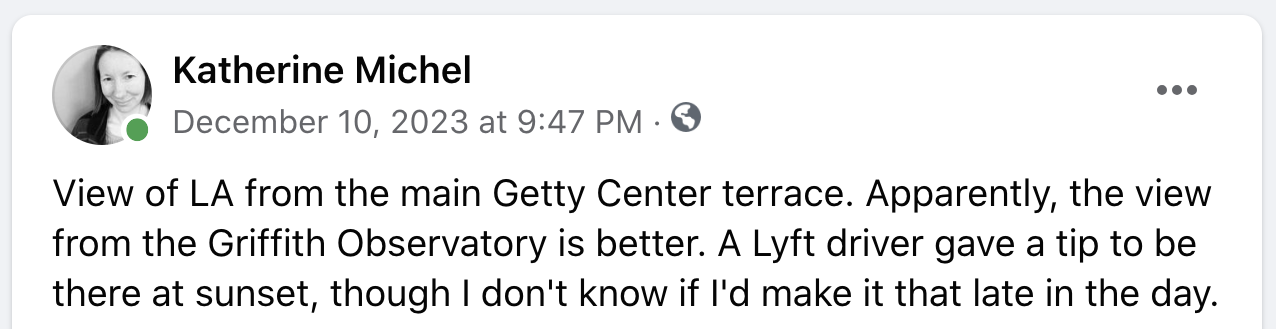 Katherine Michel
December 10, 2023 at 9:47 PM ·
View of LA from the main Getty Center terrace. Apparently, the view
from the Griffith Observatory is better. A Lyft driver gave a tip to be
there at sunset, though I don't know if I'd make it that late in the day.